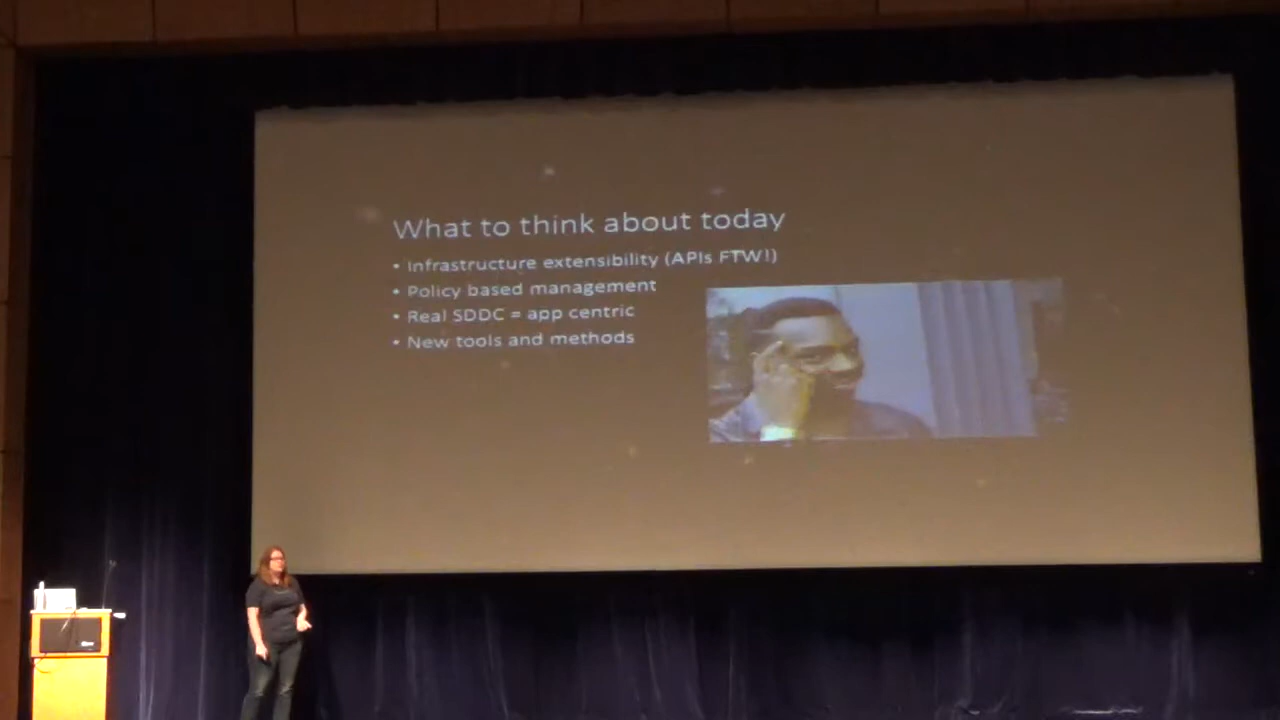 What to think about today
• Infrastructure extensibility (APIs FTW!)
• Policy based management
• Real SDDC = app centric
• New tools and methods